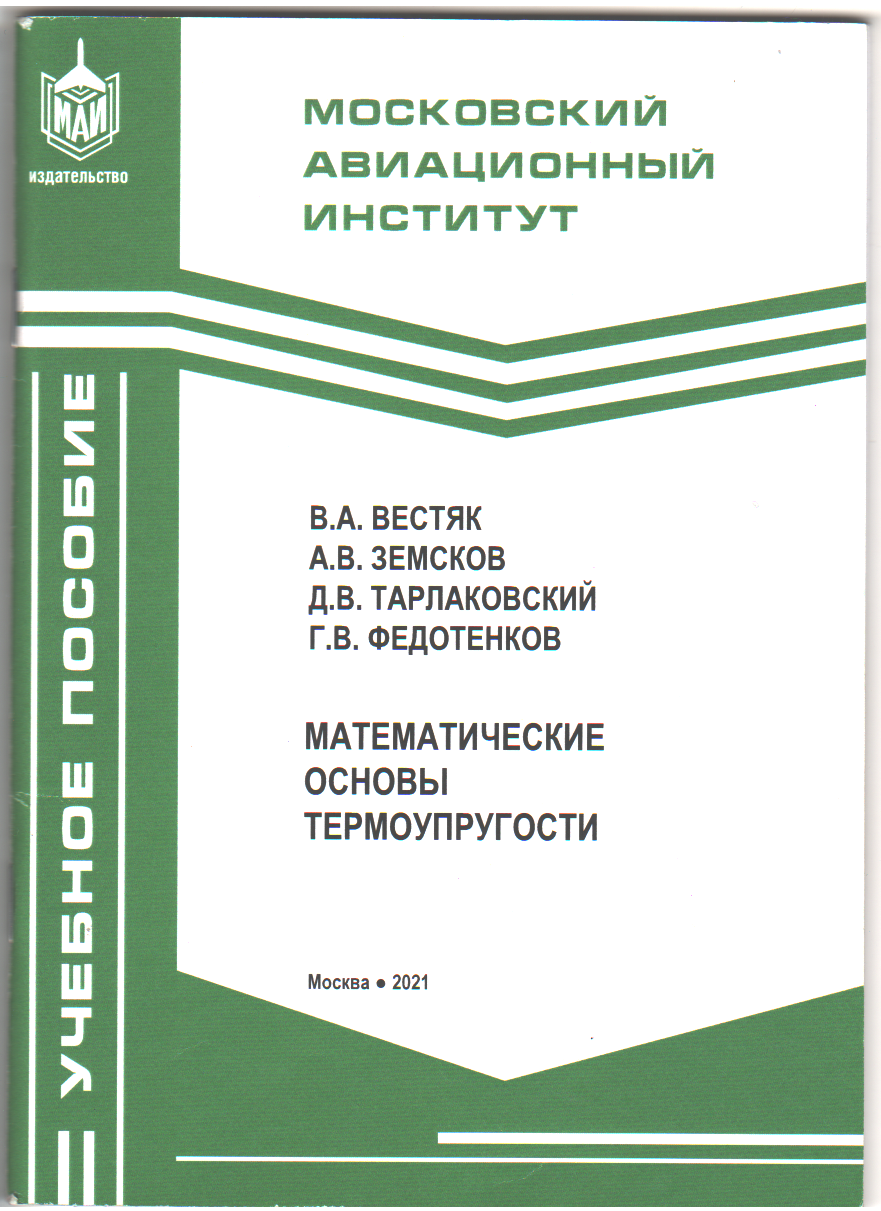 МАИ
ИЗДАТЕЛЬСТВО
МОСКОВСКИЙ
АВИАЦИОННЫЙ
ИНСТИТУТ
УЧЕБНОЕ ПОСОБИЕ
В.А. ВЕСТЯК
А.В. ЗЕМСКОВ
Д.В. ТАРЛАКОВСКИЙ
Г.В. ФЕДОТЕНКОВ
МАТЕМАТИЧЕСКИЕ
ОСНОВЫ
ТЕРМОУПРУГОСТИ
Москва ● 2021